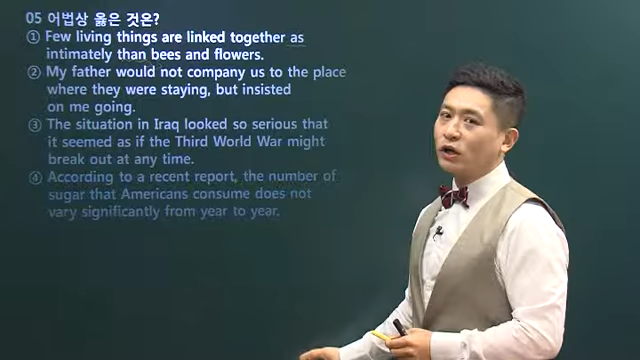 05 어법상 옳은 것은?
① Few living things are linked together as
intimately than bees and flowers.
② My father would not company us to the place
where they were staying, but insisted
on me going.
③ The situation in Iraq looked so serious that
it seemed as if the Third World War might
break out at any time.
④ According to a recent report, the number of
sugar that Americans consume does not
vary significantly from year to year.